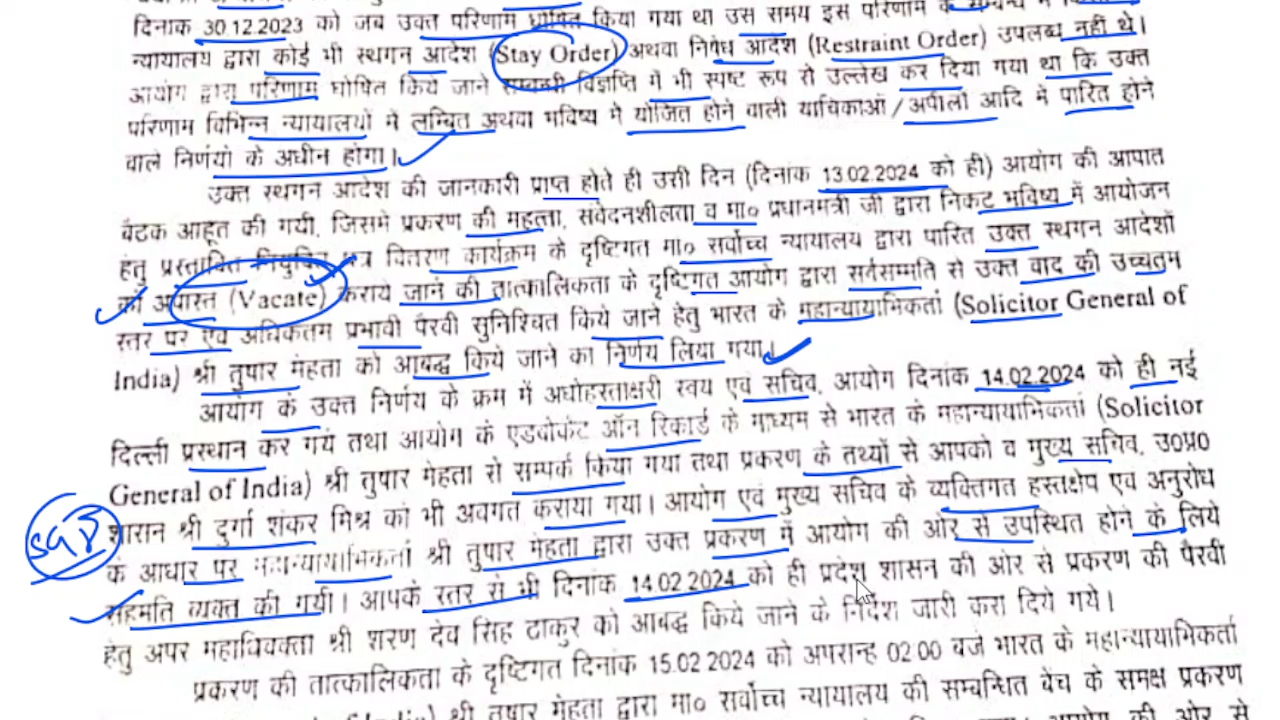 दिनांक 30.12.2023 को जब उक्त परिणाम घोषित किया गया था उस समय इस परिणाम के सम्बन्ध में
न्यायालय द्वारा कोई भी स्थगन आदेश (Stay Order) अथवा निषेध आदेश (Restraint Order) उपलब्ध नहीं थे।
आयोग द्वारा परिणाम घोषित किये जाने सम्बन्धी विज्ञप्ति में भी स्पष्ट रूप से उल्लेख कर दिया गया था कि उक्त
परिणाम विभिन्न न्यायालयों में लम्बित अथवा भविष्य में योजित होने वाली याचिकाओं/अपीलों आदि में पारित होने
वाले निर्णयों के अधीन होगा।
उक्त स्थगन आदेश की जानकारी प्राप्त होते ही उसी दिन (दिनांक 13.02.2024 को ही) आयोग की आपात
बैठक आहूत की गयी, जिसमें प्रकरण की महत्ता, संवेदनशीलता व मा० प्रधानमंत्री जी द्वारा निकट भविष्य में आयोजन
हेतु प्रस्तावित नियुक्ति पत्र वितरण कार्यक्रम के दृष्टिगत मा० सर्वोच्च न्यायालय द्वारा पारित उक्त स्थगन आदेशों
को अपास्त (Vacate) कराये जाने की तात्कालिकता के दृष्टिगत आयोग द्वारा सर्वसम्मति से उक्त वाद की उच्चतम
स्तर पर एवं अधिकतम प्रभावी पैरवी सुनिश्चित किये जाने हेतु भारत के महान्यायाभिकर्ता (Solicitor General of
India) श्री तुषार मेहता को आबद्ध किये जाने का निर्णय लिया गया।
आयोग के उक्त निर्णय के क्रम में अधोहस्ताक्षरी स्वयं एवं सचिव, आयोग दिनांक 14.02.2024 को ही नई
दिल्ली प्रस्थान कर गये तथा आयोग के एडवोकेट ऑन रिकार्ड के माध्यम से भारत के महान्यायाभिकर्ता (Solicitor
General of India) श्री तुषार मेहता से सम्पर्क किया गया तथा प्रकरण के तथ्यों से आपको व मुख्य सचिव, उ०प्र०
शासन श्री दुर्गा शंकर मिश्र को भी अवगत कराया गया। आयोग एवं मुख्य सचिव के व्यक्तिगत हस्तक्षेप एवं अनुरोध
के आधार पर महान्यायाभिकर्ता श्री तुषार मेहता द्वारा उक्त प्रकरण में आयोग की ओर से उपस्थित होने के लिये
सहमति व्यक्त की गयी। आपके स्तर से भी दिनांक 14.02.2024 को ही प्रदेश शासन की ओर से प्रकरण की पैरवी
हेतु अपर महाधिवक्ता श्री शरण देव सिंह ठाकुर को आबद्ध किये जाने के निर्देश जारी करा दिये गये।
प्रकरण की तात्कालिकता के दृष्टिगत दिनांक 15.02.2024 को अपरान्ह 02:00 बजे भारत के महान्यायाभिकर्ता
श्री तुषार मेहता द्वारा मा० सर्वोच्च न्यायालय की सम्बन्धित बेंच के समक्ष प्रकरण